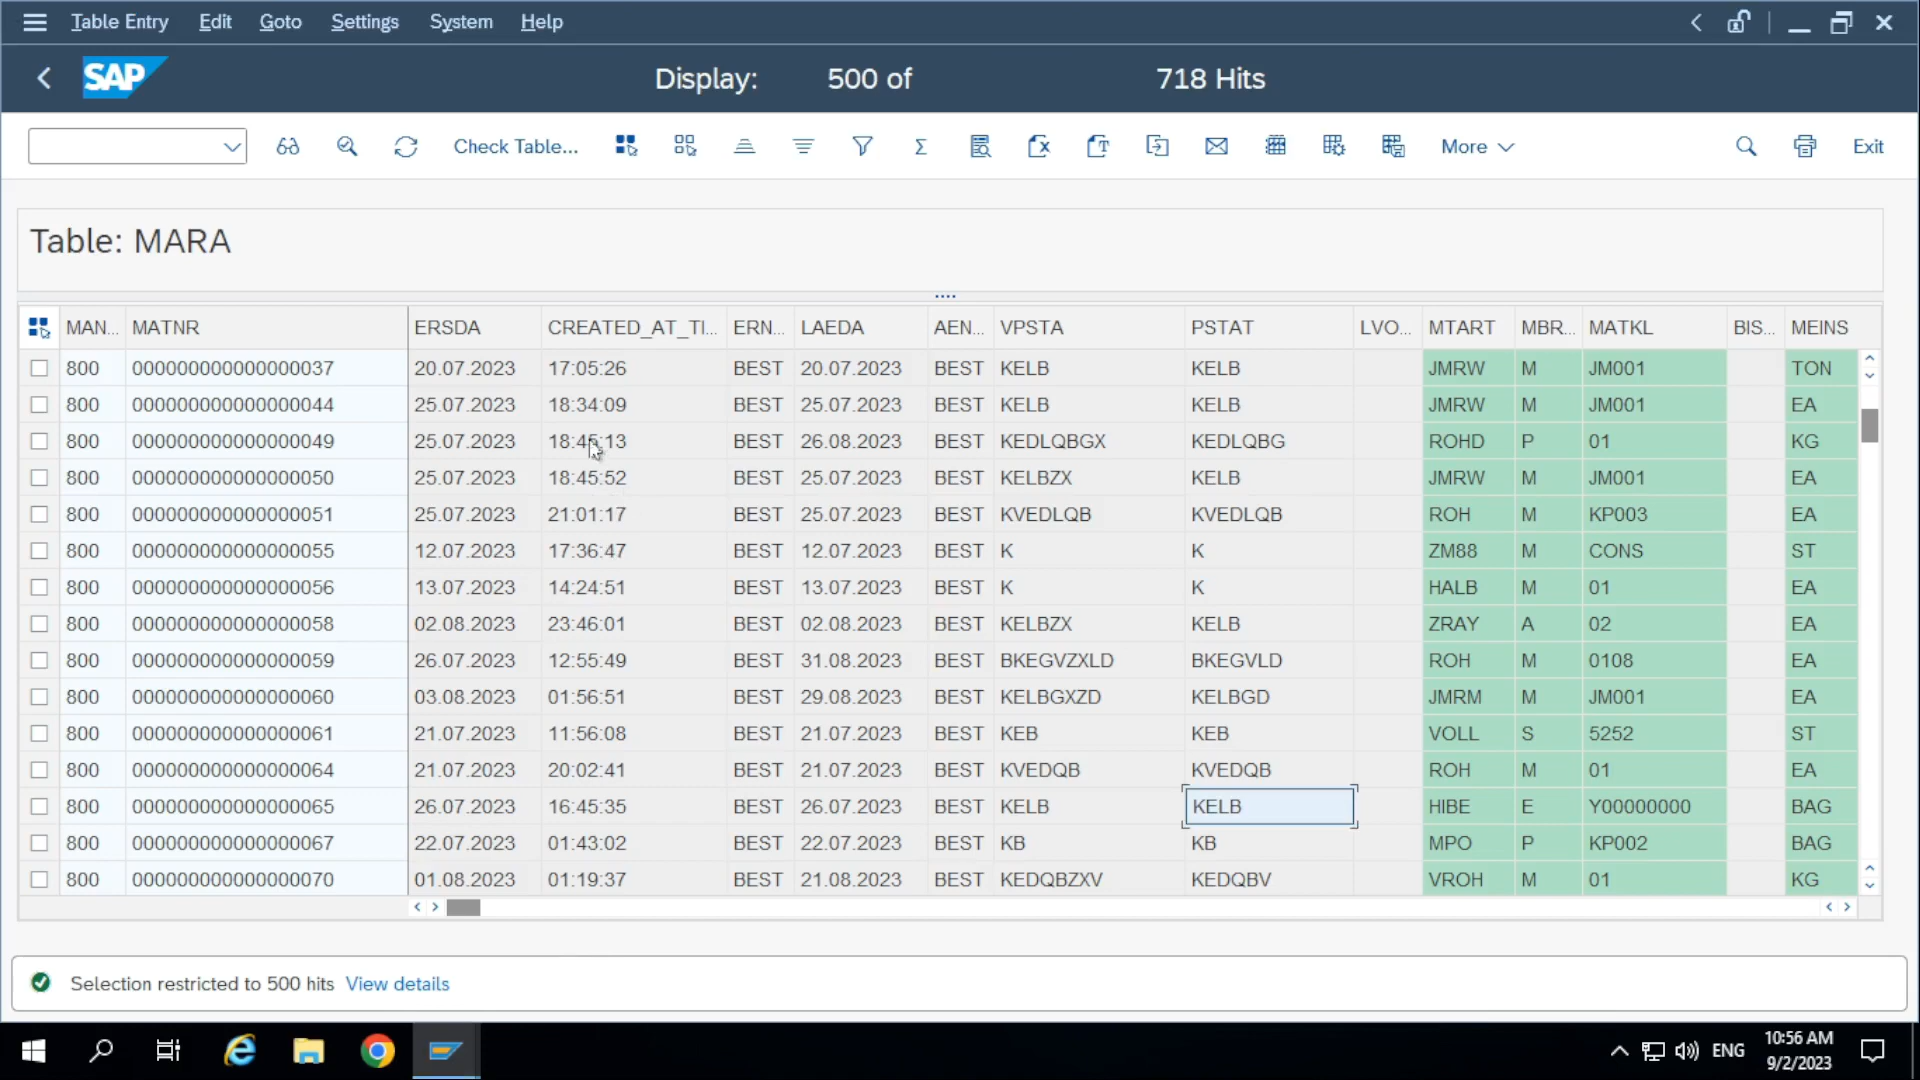 Table Entry Edit Goto Settings System Help
SAP Display: 500 of 718 Hits
Check Table... More Exit
Table: MARA
MAN... MATNR ERSDA CREATED_AT_TI... ERN... LAEDA AEN... VPSTA PSTAT LVO... MTART MBR... MATKL BIS... MEINS
800 000000000000000037 20.07.2023 17:05:26 BEST 20.07.2023 BEST KELB KELB JMRW M JM001 TON
800 000000000000000044 25.07.2023 18:34:09 BEST 25.07.2023 BEST KELB KELB JMRW M JM001 EA
800 000000000000000049 25.07.2023 18:45:13 BEST 26.08.2023 BEST KEDLQBGX KEDLQBG ROHD P 01 KG
800 000000000000000050 25.07.2023 18:45:52 BEST 25.07.2023 BEST KELBZX KELB JMRW M JM001 EA
800 000000000000000051 25.07.2023 21:01:17 BEST 25.07.2023 BEST KVEDLQB KVEDLQB ROH M KP003 EA
800 000000000000000055 12.07.2023 17:36:47 BEST 12.07.2023 BEST K K ZM88 M CONS ST
800 000000000000000056 13.07.2023 14:24:51 BEST 13.07.2023 BEST K K HALB M 01 EA
800 000000000000000058 02.08.2023 23:46:01 BEST 02.08.2023 BEST KELBZX KELB ZRAY A 02 EA
800 000000000000000059 26.07.2023 12:55:49 BEST 31.08.2023 BEST BKEGVZXLD BKEGVLD ROH M 0108 EA
800 000000000000000060 03.08.2023 01:56:51 BEST 29.08.2023 BEST KELBGXZD KELBGD JMRM M JM001 EA
800 000000000000000061 21.07.2023 11:56:08 BEST 21.07.2023 BEST KEB KEB VOLL S 5252 ST
800 000000000000000064 21.07.2023 20:02:41 BEST 21.07.2023 BEST KVEDQB KVEDQB ROH M 01 EA
800 000000000000000065 26.07.2023 16:45:35 BEST 26.07.2023 BEST KELB KELB HIBE E Y00000000 BAG
800 000000000000000067 22.07.2023 01:43:02 BEST 22.07.2023 BEST KB KB MPO P KP002 BAG
800 000000000000000070 01.08.2023 01:19:37 BEST 21.08.2023 BEST KEDQBZXV KEDQBV VROH M 01 KG
Selection restricted to 500 hits View details
ENG 10:56 AM
9/2/2023